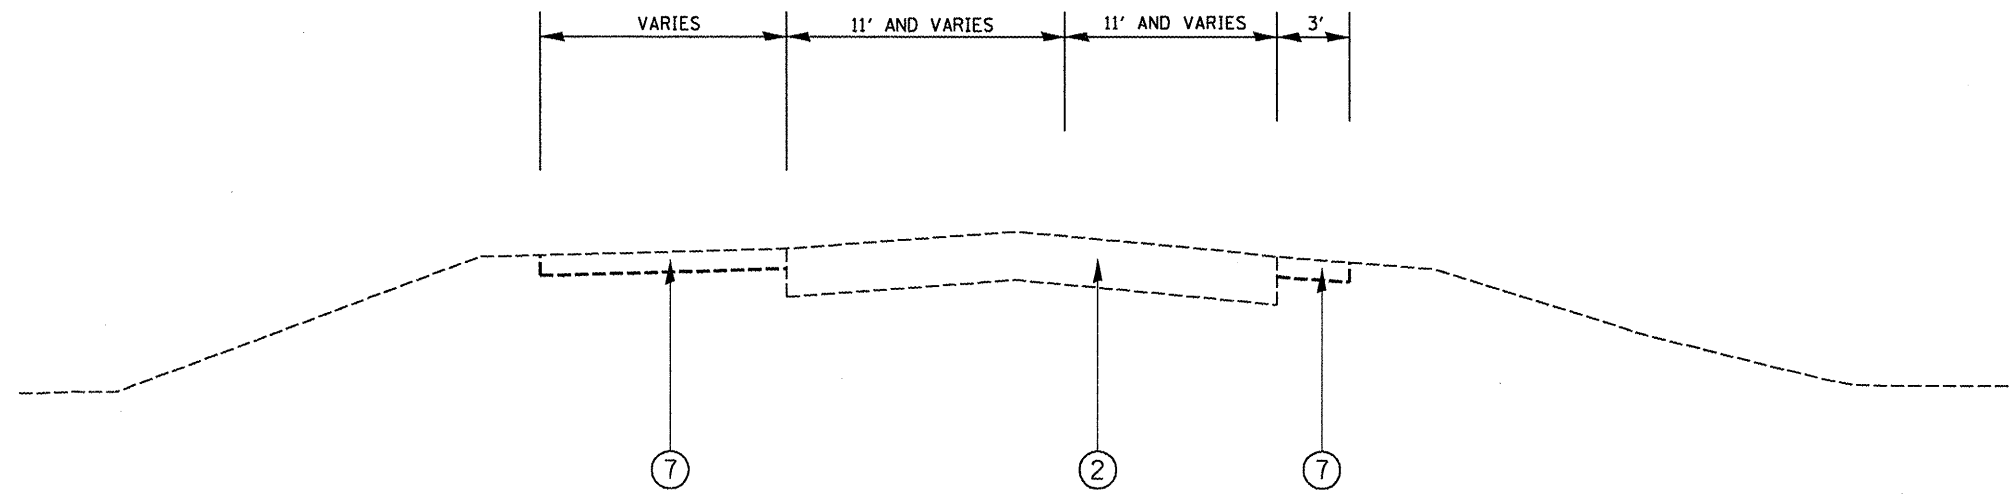 VARIES
11' AND VARIES
11' AND VARIES
3'
7
2
7